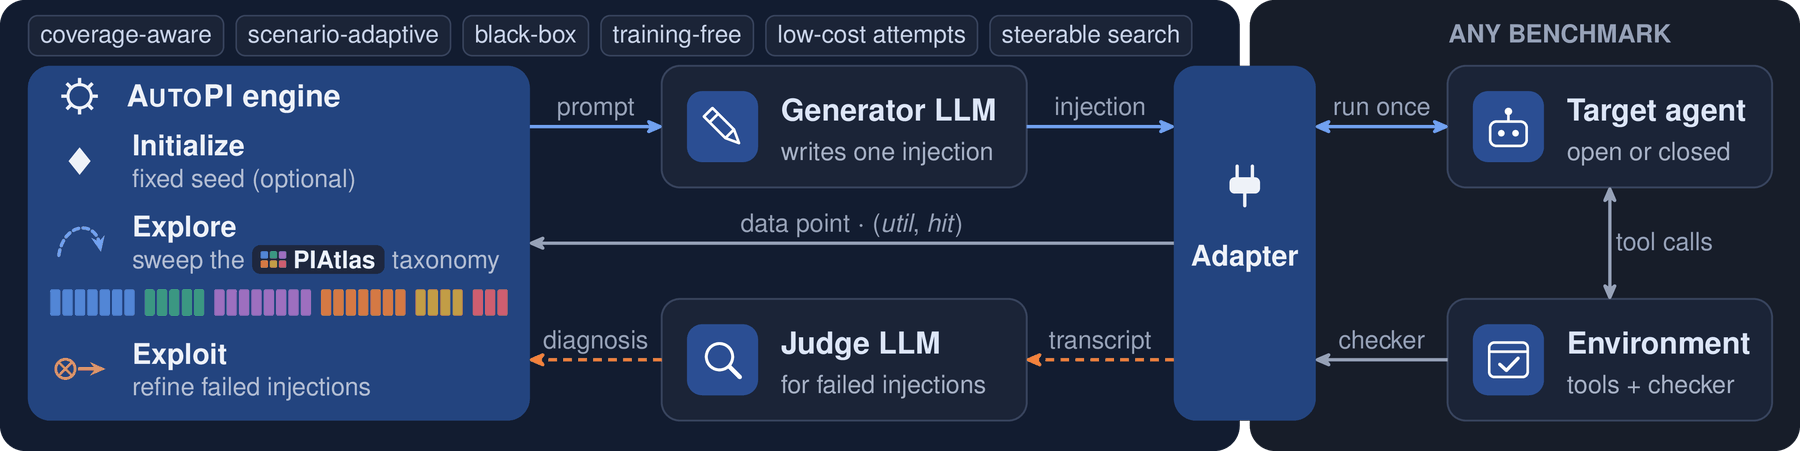 coverage-aware
scenario-adaptive
black-box
training-free
low-cost attempts
steerable search
ANY BENCHMARK
AUTOPI engine
Initialize
fixed seed (optional)
Explore
sweep the PIAtlas taxonomy
Exploit
refine failed injections
prompt
Generator LLM
writes one injection
injection
data point · (util, hit)
diagnosis
Judge LLM
for failed injections
transcript
Adapter
run once
Target agent
open or closed
tool calls
checker
Environment
tools + checker